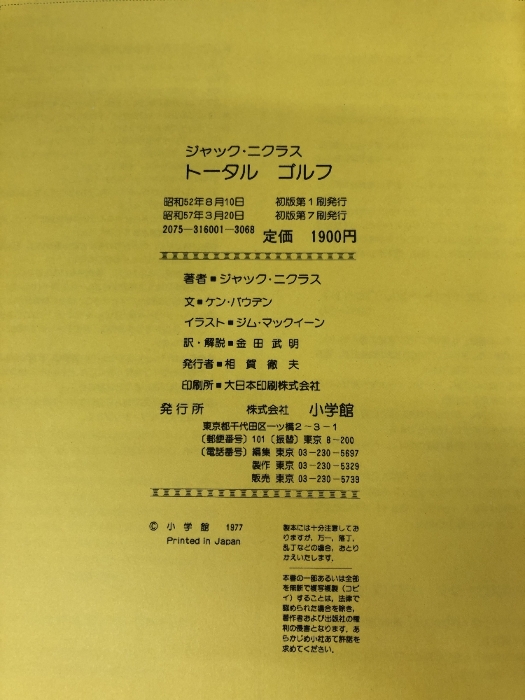 ジャック・ニクラス
トータル ゴルフ
昭和52年8月10日 初版第1刷発行
昭和57年3月20日 初版第7刷発行
2075—316001—3068 定価 1900円
著者■ジャック・ニクラス
文■ケン・バウデン
イラスト■ジム・マックイーン
訳・解説■金田武明
発行者■相賀徹夫
印刷所■大日本印刷株式会社
発行所 株式会社 小学館
東京都千代田区一ッ橋2−3−1
〔郵便番号〕101〔振替〕東京 8−200
〔電話番号〕編集 東京 03−230−5697
製作 東京 03−230−5329
販売 東京 03−230−5739
© 小学館 1977
Printed in Japan
製本には十分注意してお
りますが、万一、落丁、
乱丁などの場合、おとり
かえいたします。
本書の一部あるいは全部
を無断で複写複製（コピ
イ）することは、法律で
認められた場合を除き、
著作者および出版社の権
利の侵害となります。あ
らかじめ小社あて許諾を
求めてください。